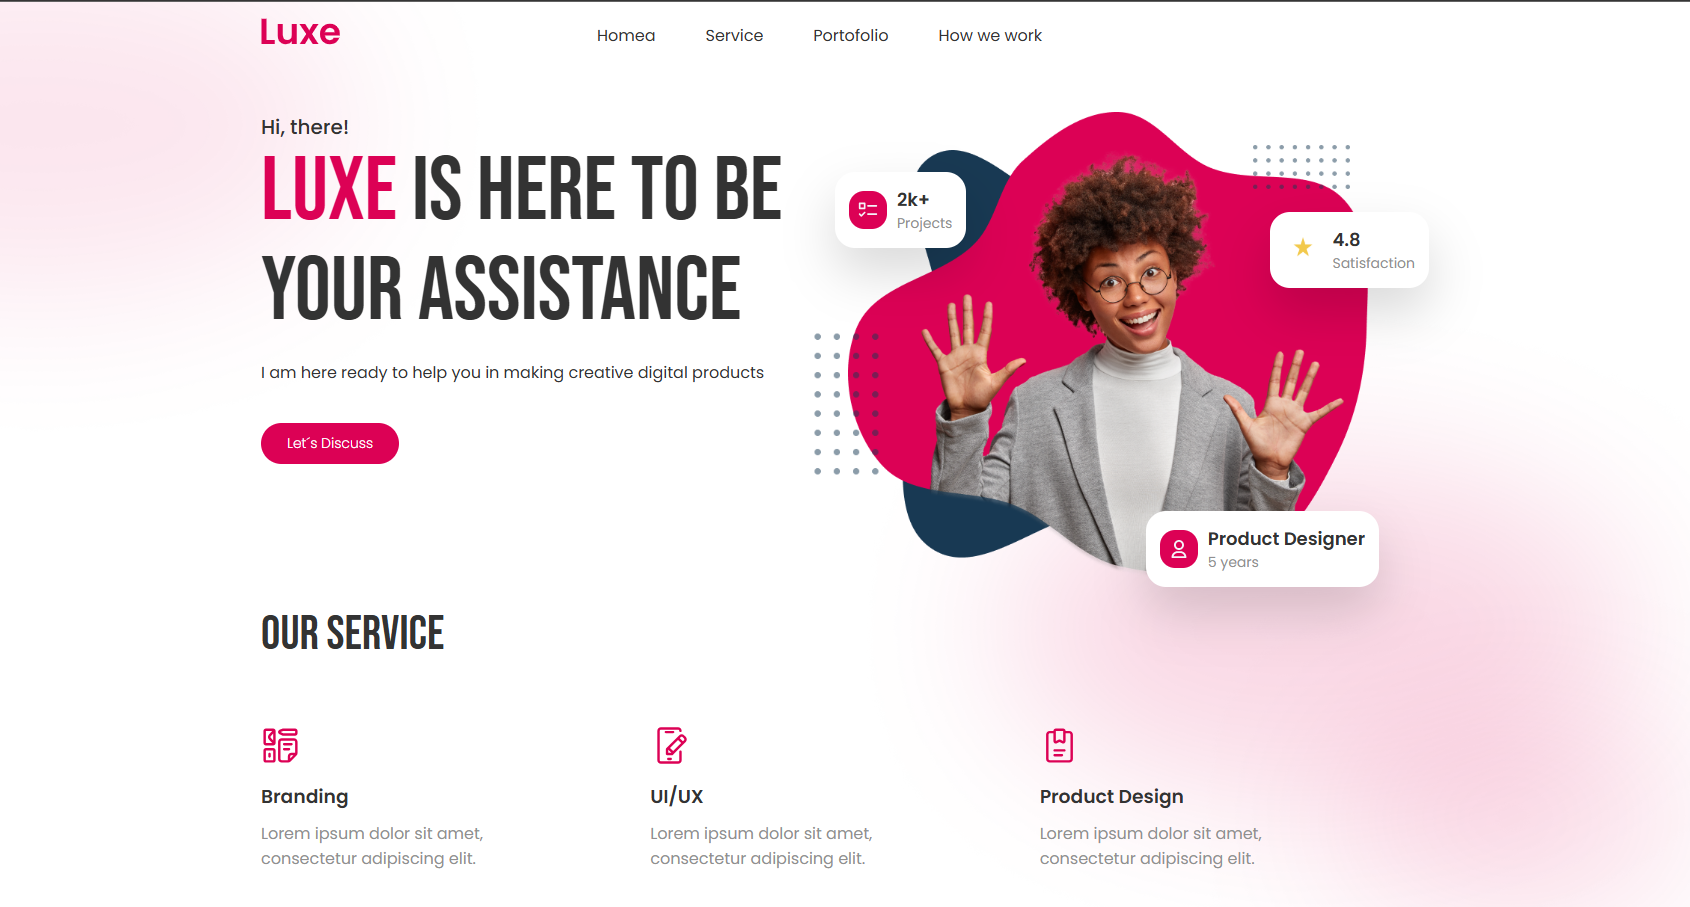 Luxe
Homea Service Portofolio How we work
Hi, there!
LUXE IS HERE TO BE
YOUR ASSISTANCE
I am here ready to help you in making creative digital products
Let´s Discuss
2k+
Projects
4.8
Satisfaction
Product Designer
5 years
OUR SERVICE
Branding
Lorem ipsum dolor sit amet,
consectetur adipiscing elit.
UI/UX
Lorem ipsum dolor sit amet,
consectetur adipiscing elit.
Product Design
Lorem ipsum dolor sit amet,
consectetur adipiscing elit.